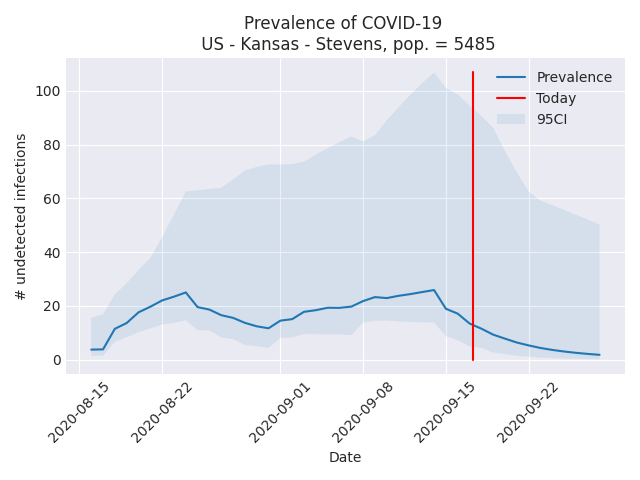 Prevalence of COVID-19
US - Kansas - Stevens, pop. = 5485
Prevalence
Today
95CI
# undetected infections
100
80
60
40
20
0
2020-08-15
2020-08-22
2020-09-01
2020-09-08
2020-09-15
2020-09-22
Date